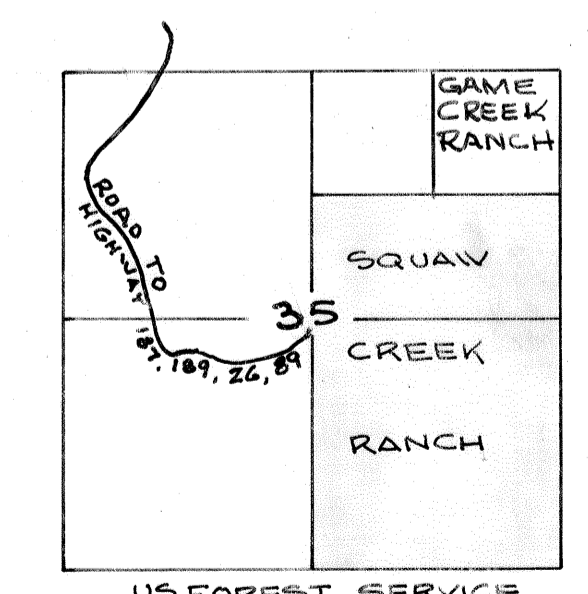 GAME
CREEK
RANCH
ROAD TO
HIGHWAY 187, 189, 26, 89
SQUAW
35
CREEK
RANCH
US FOREST SERVICE